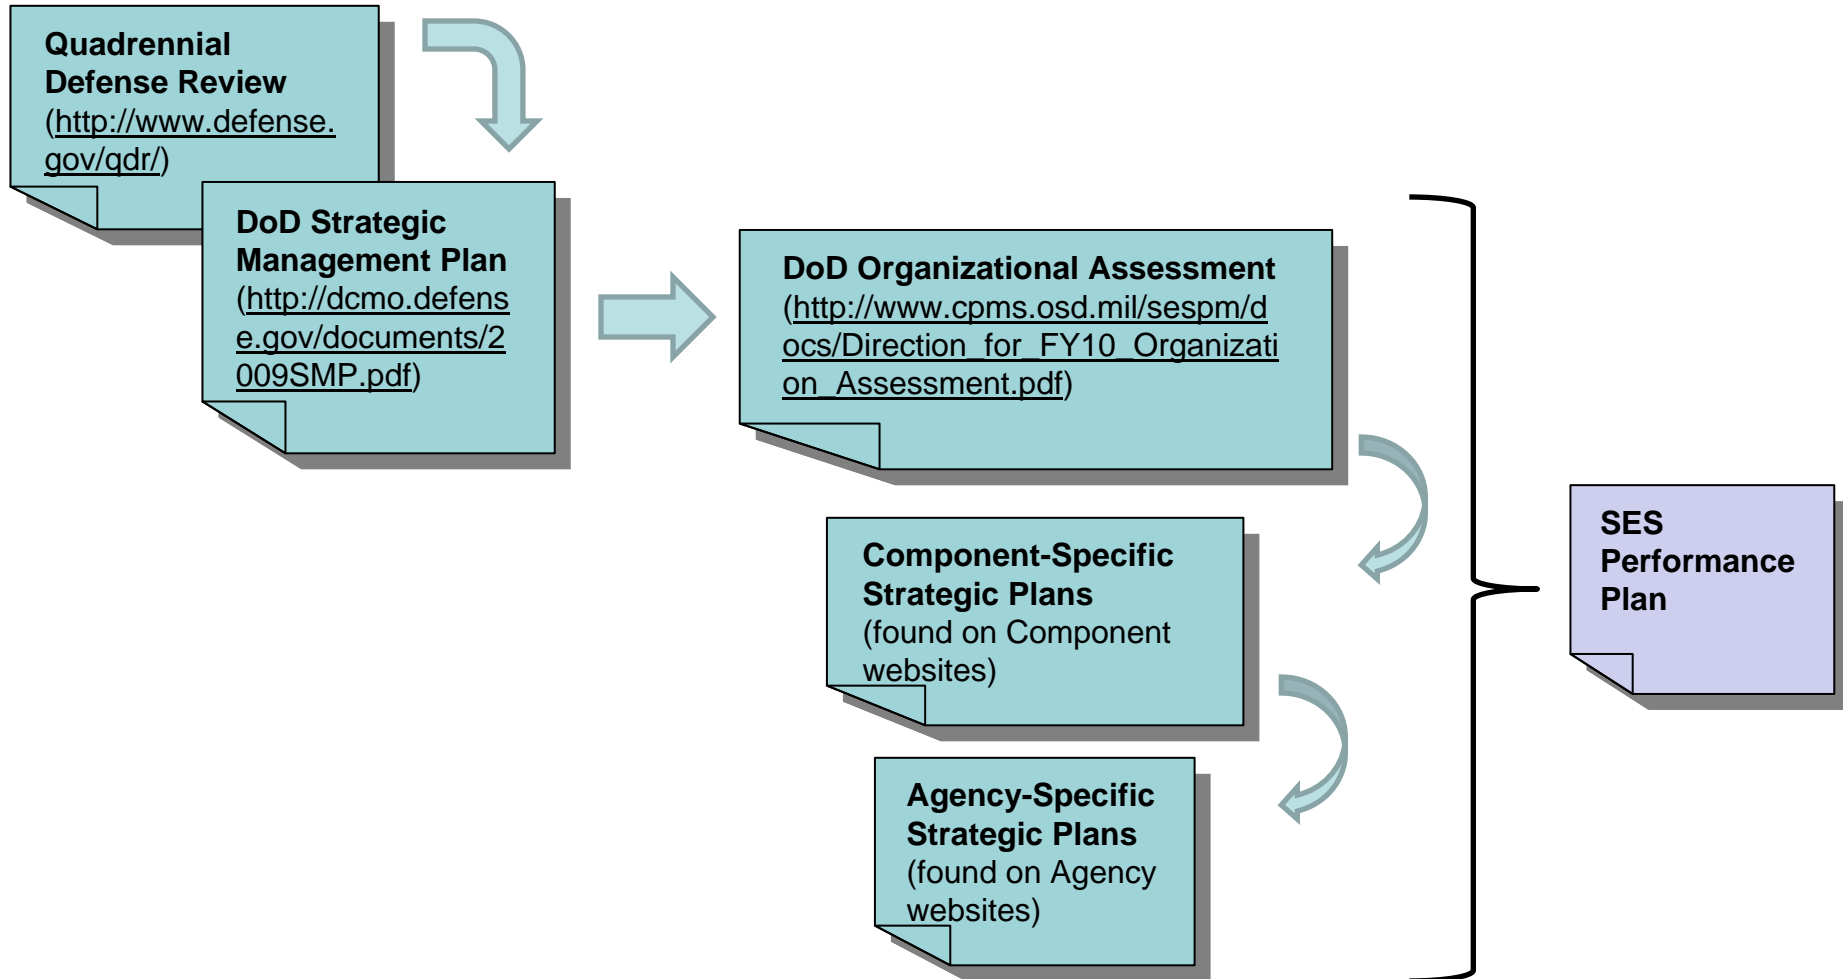 Quadrennial
Defense Review
(http://www.defense.
gov/qdr/)
DoD Strategic
Management Plan
(http://dcmo.defens
e.gov/documents/2
009SMP.pdf)
DoD Organizational Assessment
(http://www.cpms.osd.mil/sespm/d
ocs/Direction_for_FY10_Organizati
on_Assessment.pdf)
Component-Specific
Strategic Plans
(found on Component
websites)
Agency-Specific
Strategic Plans
(found on Agency
websites)
SES
Performance
Plan